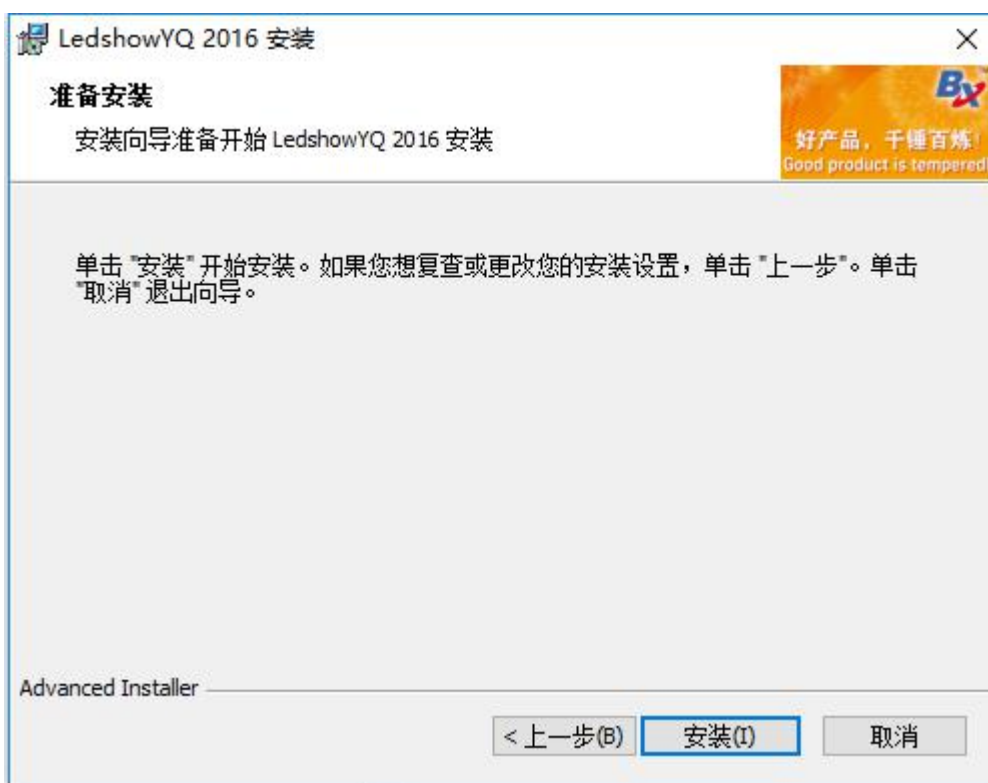 LedshowYQ 2016 安装
准备安装
安装向导准备开始 LedshowYQ 2016 安装
BX
好产品，千锤百炼!
Good product is tempered!
单击 "安装" 开始安装。如果您想复查或更改您的安装设置，单击 "上一步"。单击
"取消" 退出向导。
Advanced Installer
< 上一步(B)
安装(I)
取消